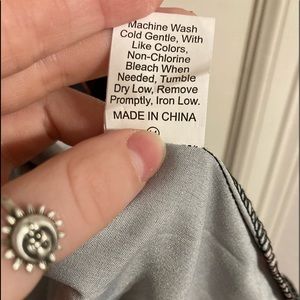 Machine Wash
Cold Gentle, With
Like Colors,
Non-Chlorine
Bleach When
Needed, Tumble
Dry Low, Remove
Promptly, Iron Low.
MADE IN CHINA